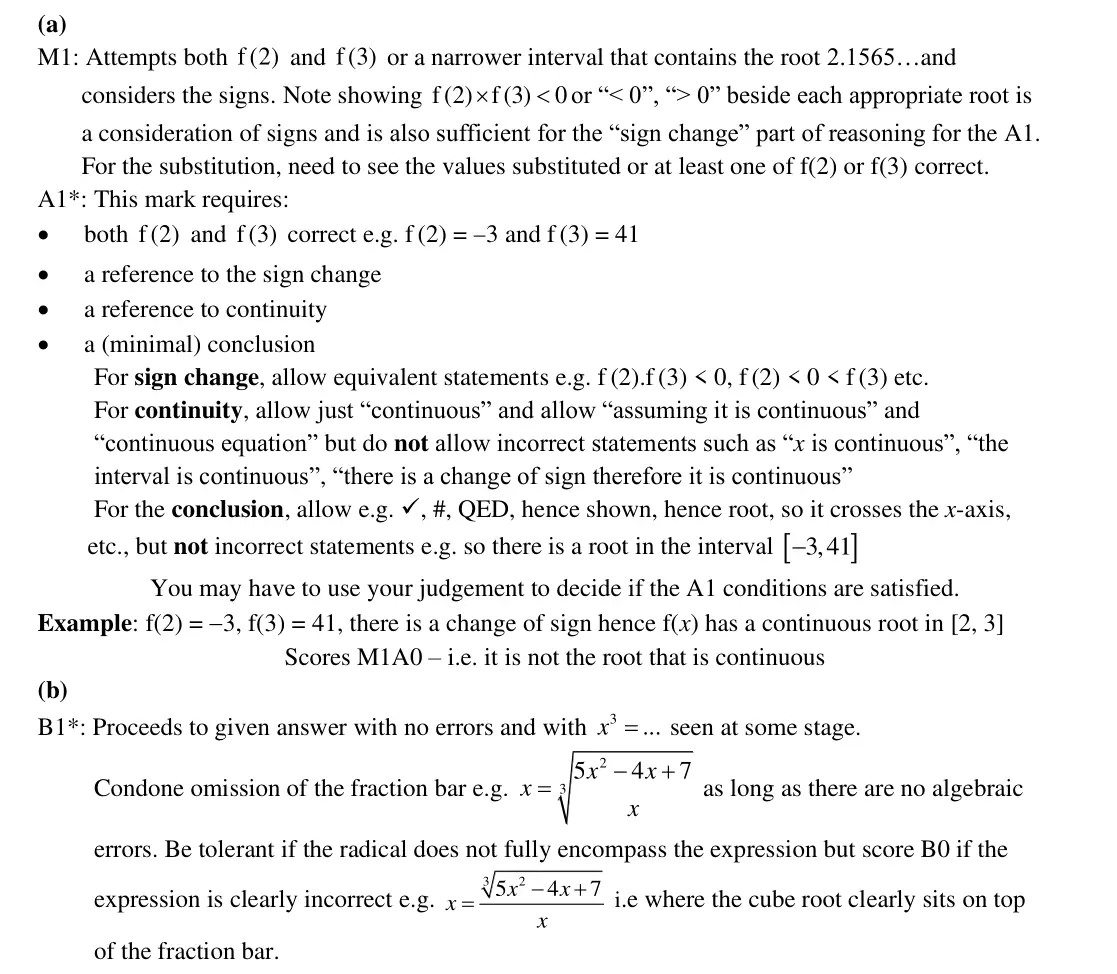 (a)
M1: Attempts both f(2) and f(3) or a narrower interval that contains the root 2.1565…and
considers the signs. Note showing f(2)×f(3)<0 or “< 0”, “> 0” beside each appropriate root is
a consideration of signs and is also sufficient for the “sign change” part of reasoning for the A1.
For the substitution, need to see the values substituted or at least one of f(2) or f(3) correct.
A1*: This mark requires:
• both f(2) and f(3) correct e.g. f(2) = –3 and f(3) = 41
• a reference to the sign change
• a reference to continuity
• a (minimal) conclusion
For sign change, allow equivalent statements e.g. f(2).f(3) < 0, f(2) < 0 < f(3) etc.
For continuity, allow just “continuous” and allow “assuming it is continuous” and
“continuous equation” but do not allow incorrect statements such as “x is continuous”, “the
interval is continuous”, “there is a change of sign therefore it is continuous”
For the conclusion, allow e.g. ✓, #, QED, hence shown, hence root, so it crosses the x-axis,
etc., but not incorrect statements e.g. so there is a root in the interval [–3,41]
You may have to use your judgement to decide if the A1 conditions are satisfied.
Example: f(2) = –3, f(3) = 41, there is a change of sign hence f(x) has a continuous root in [2, 3]
Scores M1A0 – i.e. it is not the root that is continuous
(b)
B1*: Proceeds to given answer with no errors and with x³ = ... seen at some stage.
Condone omission of the fraction bar e.g. x = ∛(5x² – 4x + 7 x) as long as there are no algebraic
errors. Be tolerant if the radical does not fully encompass the expression but score B0 if the
expression is clearly incorrect e.g. x = ∛(5x² – 4x + 7)/x i.e where the cube root clearly sits on top
of the fraction bar.